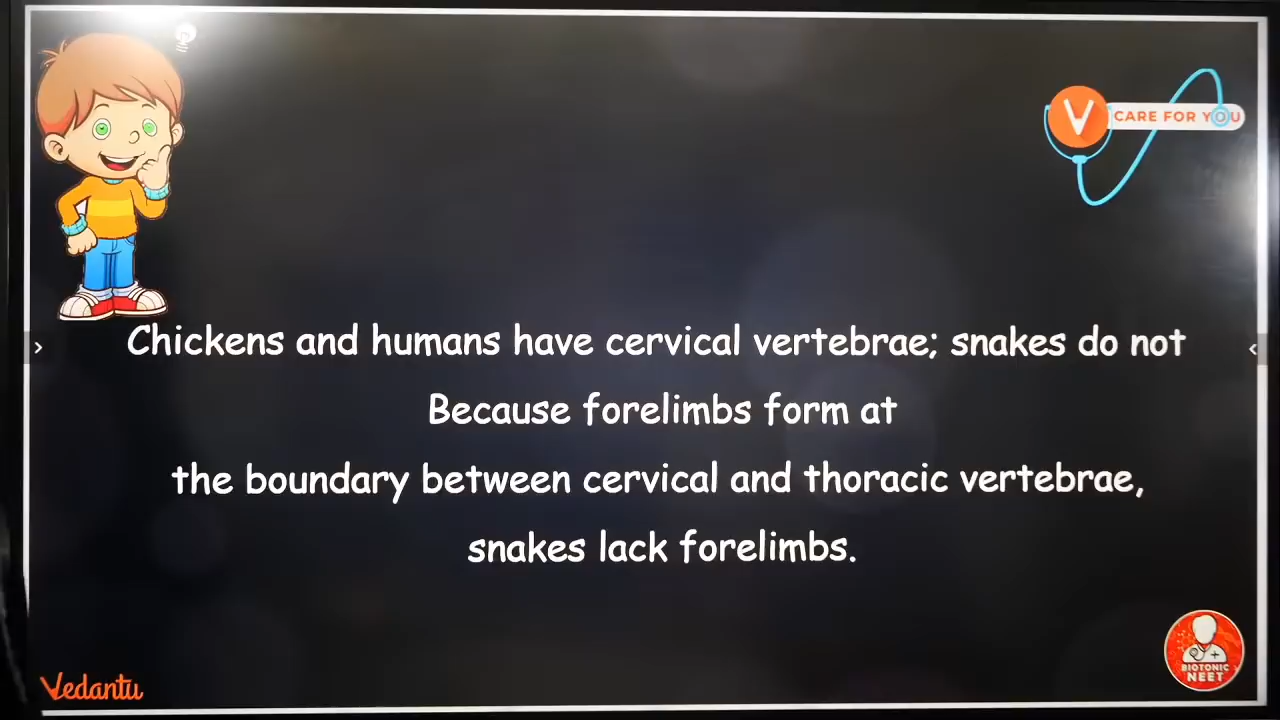 CARE FOR YOU
Chickens and humans have cervical vertebrae; snakes do not
Because forelimbs form at
the boundary between cervical and thoracic vertebrae,
snakes lack forelimbs.
Vedantu
BIOTONIC
NEET